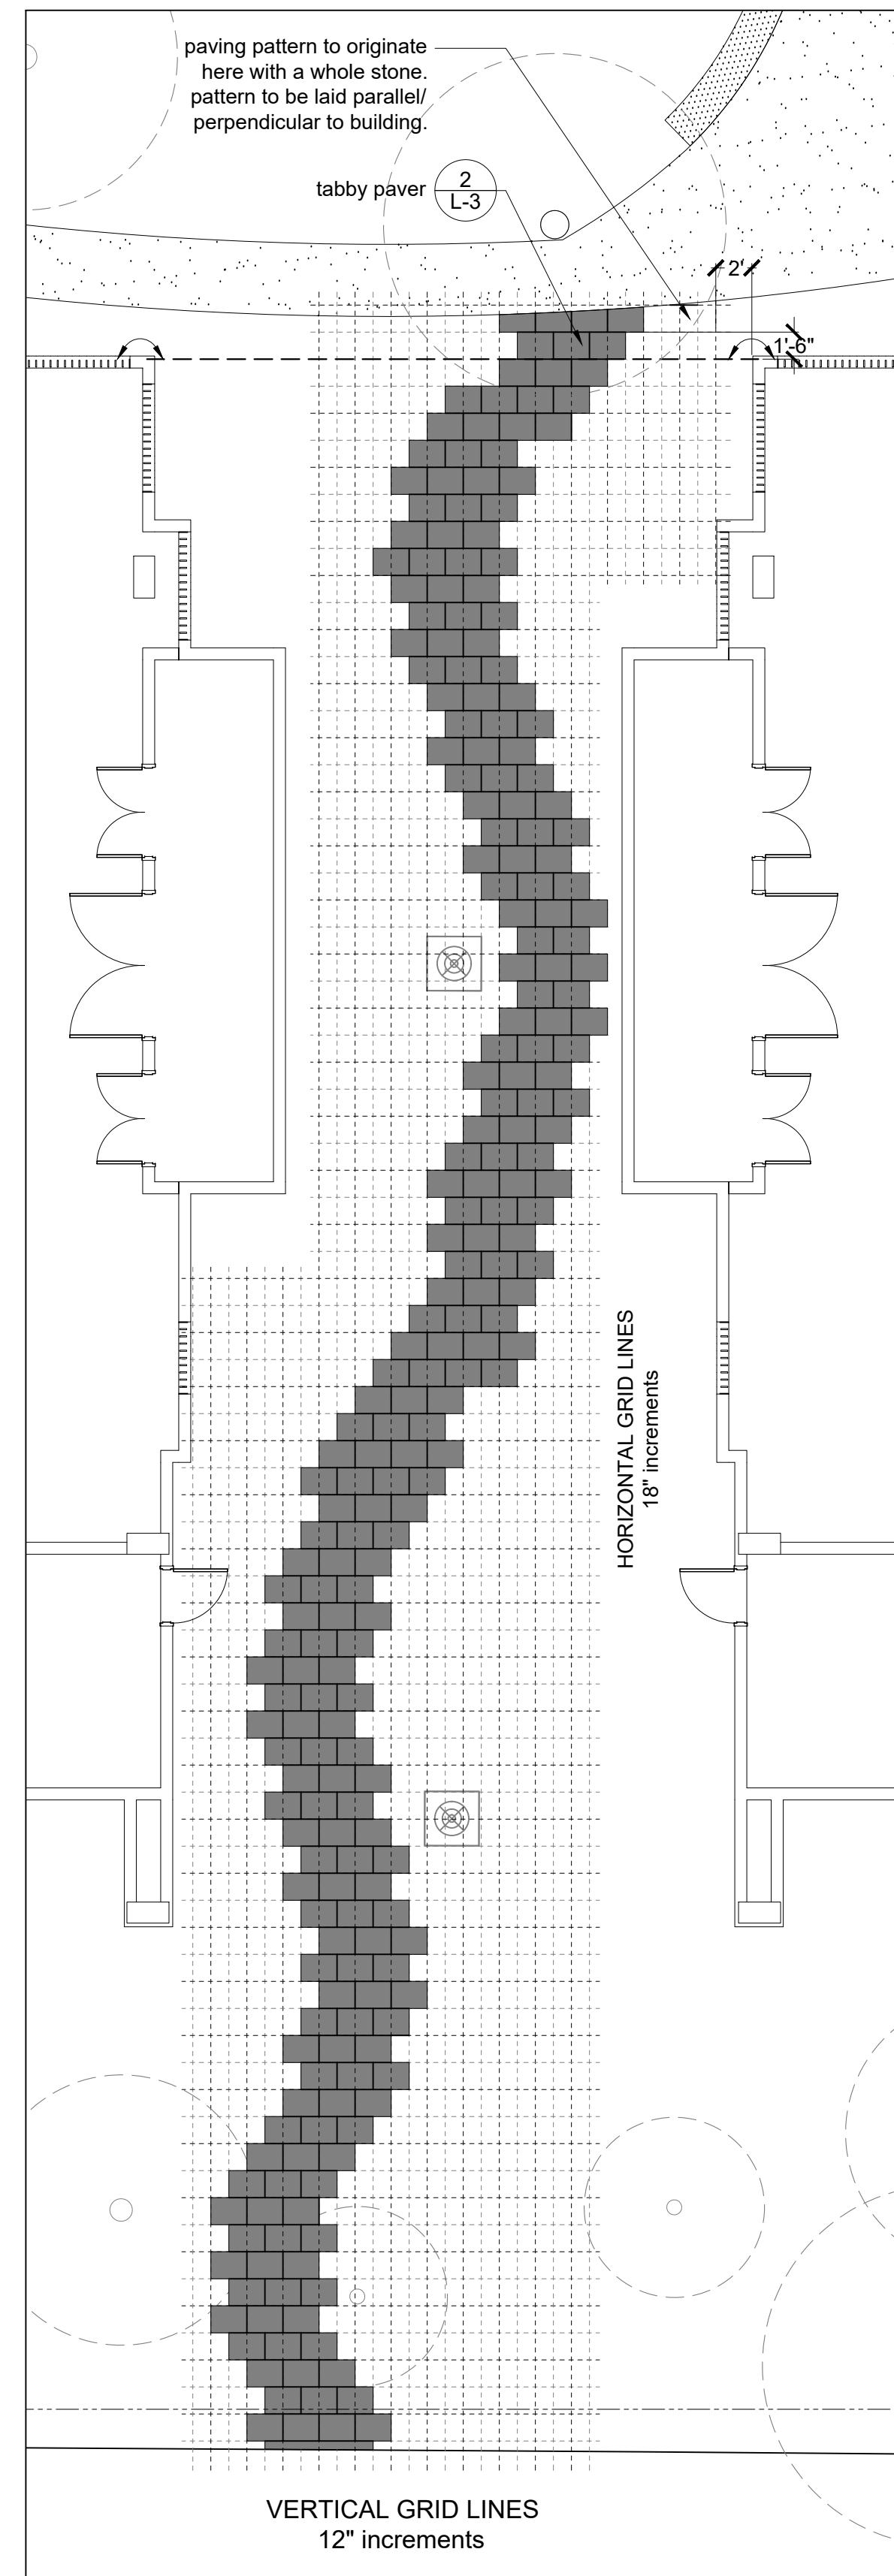 paving pattern to originate
here with a whole stone.
pattern to be laid parallel/
perpendicular to building.
tabby paver
2
L-3
2'
1'-6"
HORIZONTAL GRID LINES
18" increments
VERTICAL GRID LINES
12" increments